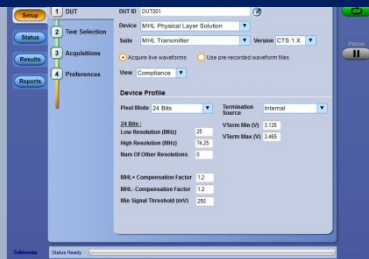 Setup
Status
Results
Reports
1 DUT
2 Test Selection
3 Acquisitions
4 Preferences
DUT ID DUT001
Device MHL Physical Layer Solution
Suite MHL Transmitter Version CTS 1.X
Acquire live waveforms Use pre-recorded waveform files
View Compliance
Device Profile
Pixel Mode 24 Bits Termination Source Internal
24 Bits :
Low Resolution (MHz) 25
High Resolution (MHz) 74.25
Num Of Other Resolutions 0
VTerm Min (V) 3.135
VTerm Max (V) 3.465
MHL+ Compensation Factor 1.2
MHL- Compensation Factor 1.2
Min Signal Threshold (mV) 250
Pause
Tektronix Status Ready